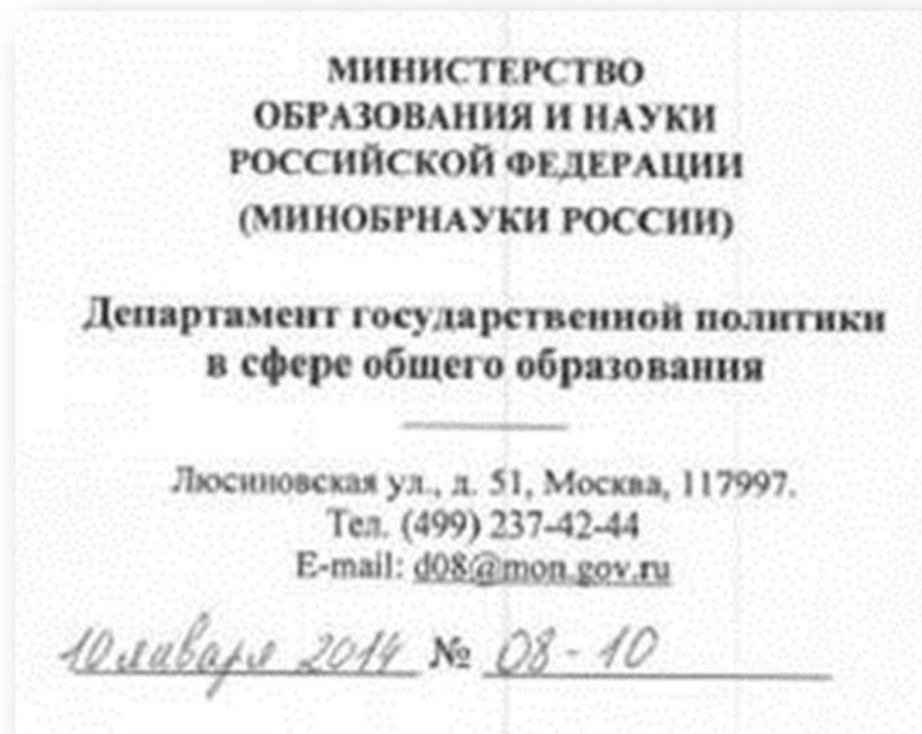 МИНИСТЕРСТВО
ОБРАЗОВАНИЯ И НАУКИ
РОССИЙСКОЙ ФЕДЕРАЦИИ
(МИНОБРНАУКИ РОССИИ)
Департамент государственной политики
в сфере общего образования
Люсиновская ул., д. 51, Москва, 117997.
Тел. (499) 237-42-44
E-mail: d08@mon.gov.ru
10 января 2014 № 08-10